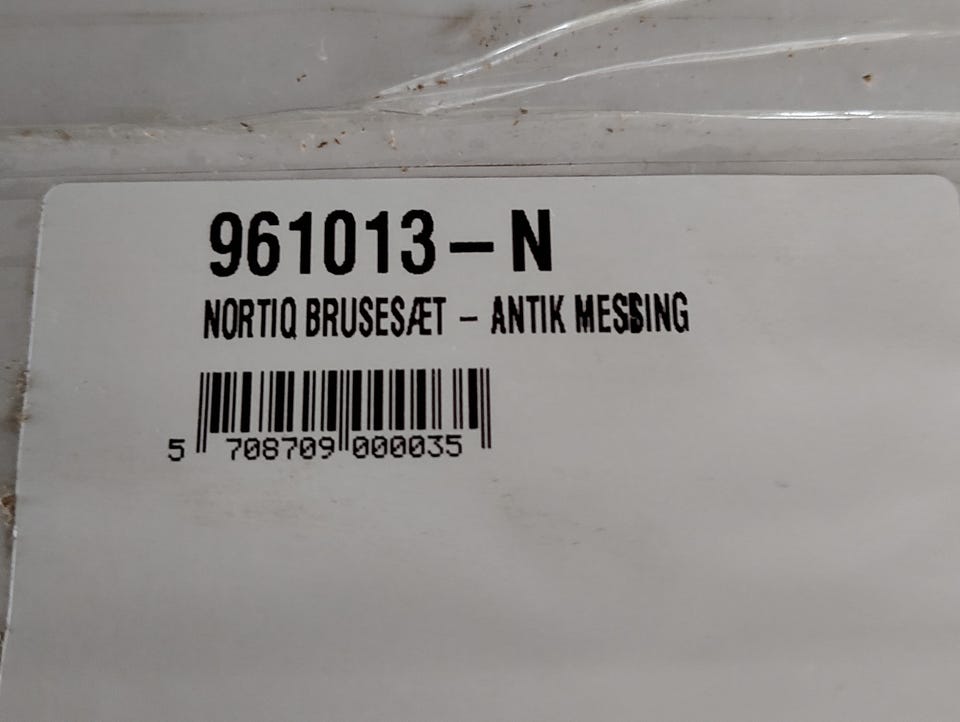 961013-N
NORTIQ BRUSESÆT - ANTIK MESSING
5 708709 000035